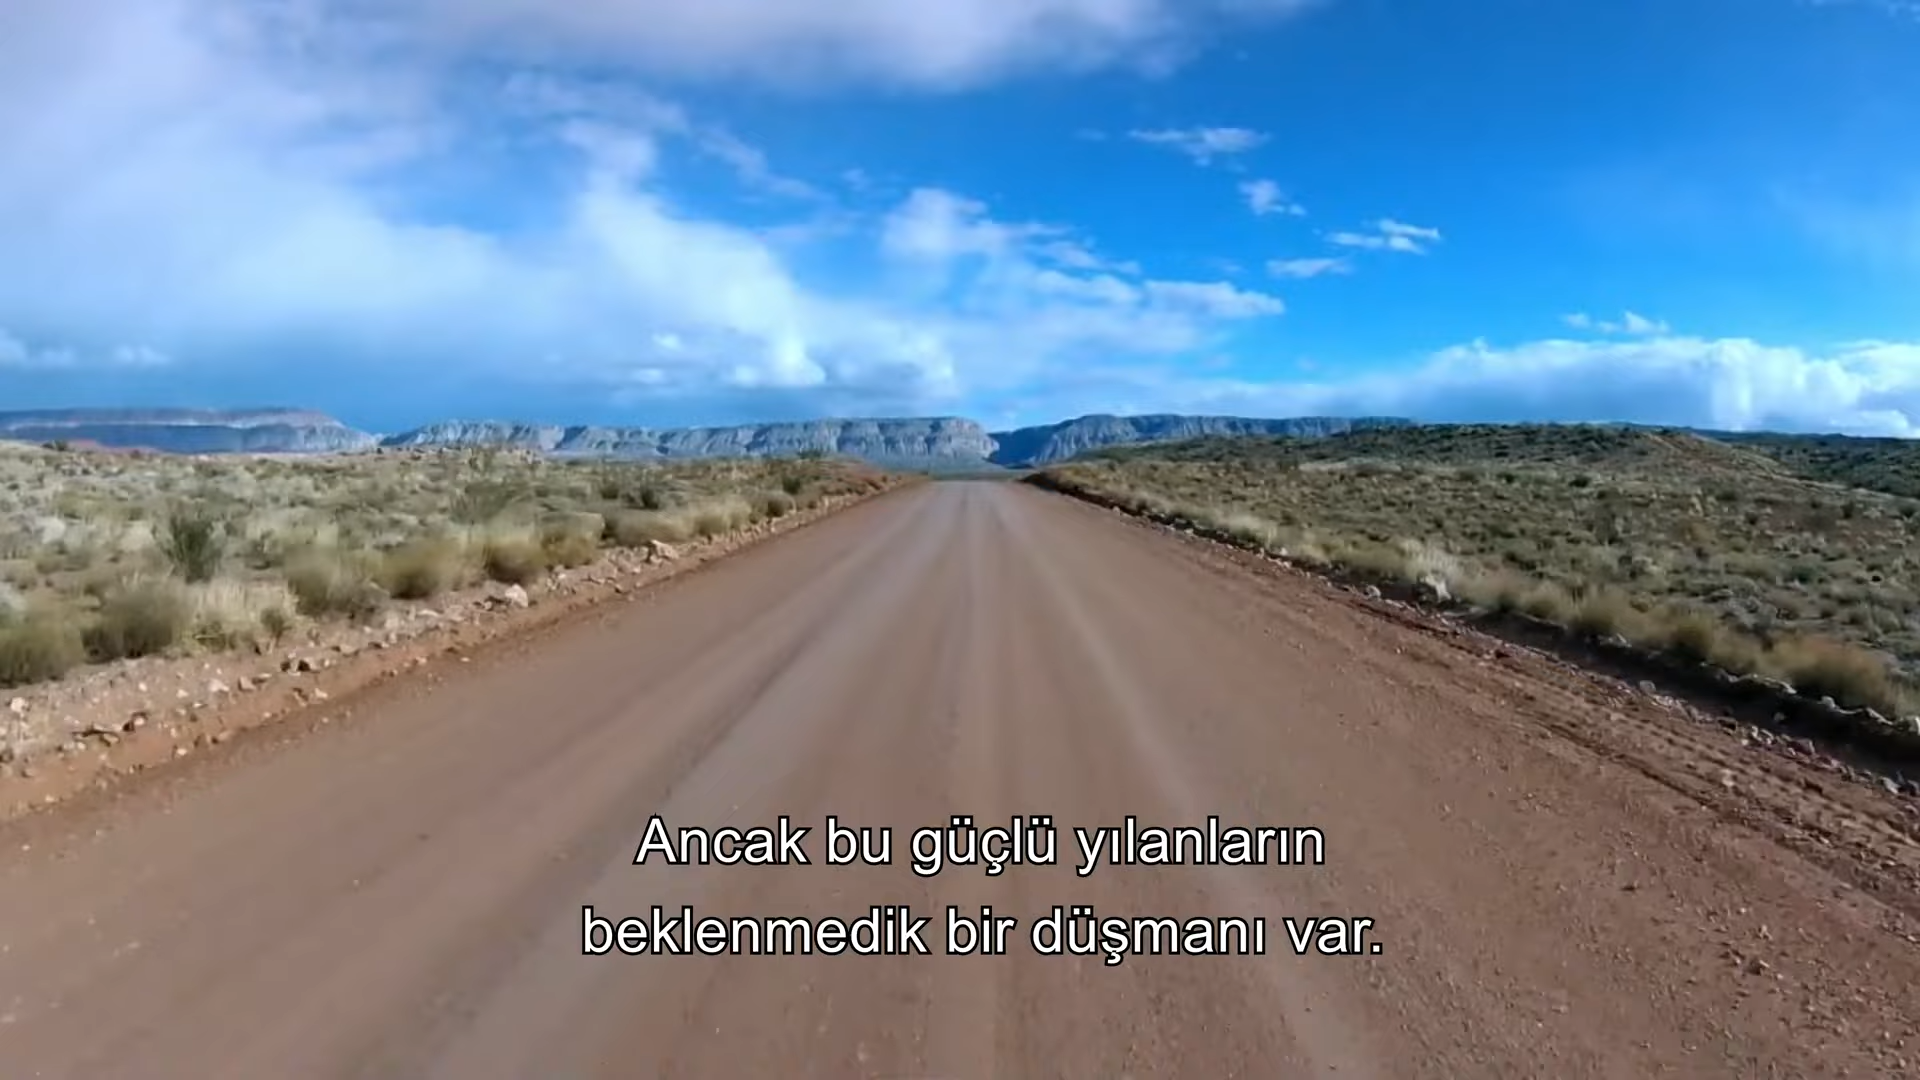 Ancak bu güçlü yılanların
beklenmedik bir düşmanı var.